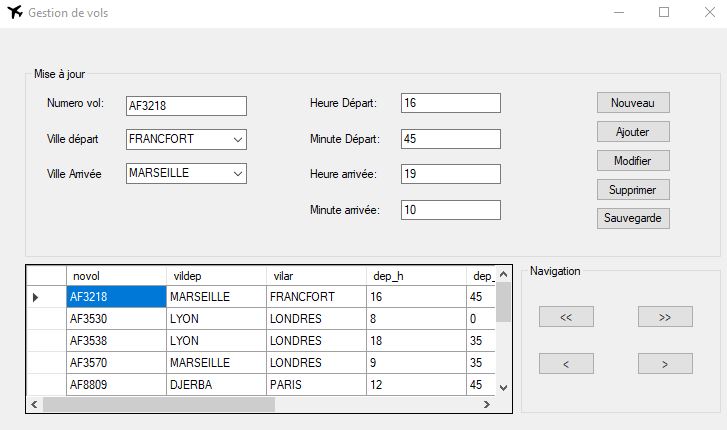 Gestion de vols
Mise à jour
Numero vol: AF3218 Heure Départ: 16 Nouveau
Ville départ FRANCFORT Minute Départ: 45 Ajouter
Ville Arrivée MARSEILLE Heure arrivée: 19 Modifier
Minute arrivée: 10 Supprimer
Sauvegarde
novol vildep vilar dep_h dep_
AF3218 MARSEILLE FRANCFORT 16 45
AF3530 LYON LONDRES 8 0
AF3538 LYON LONDRES 18 35
AF3570 MARSEILLE LONDRES 9 35
AF8809 DJERBA PARIS 12 45
Navigation
<< >>
< >